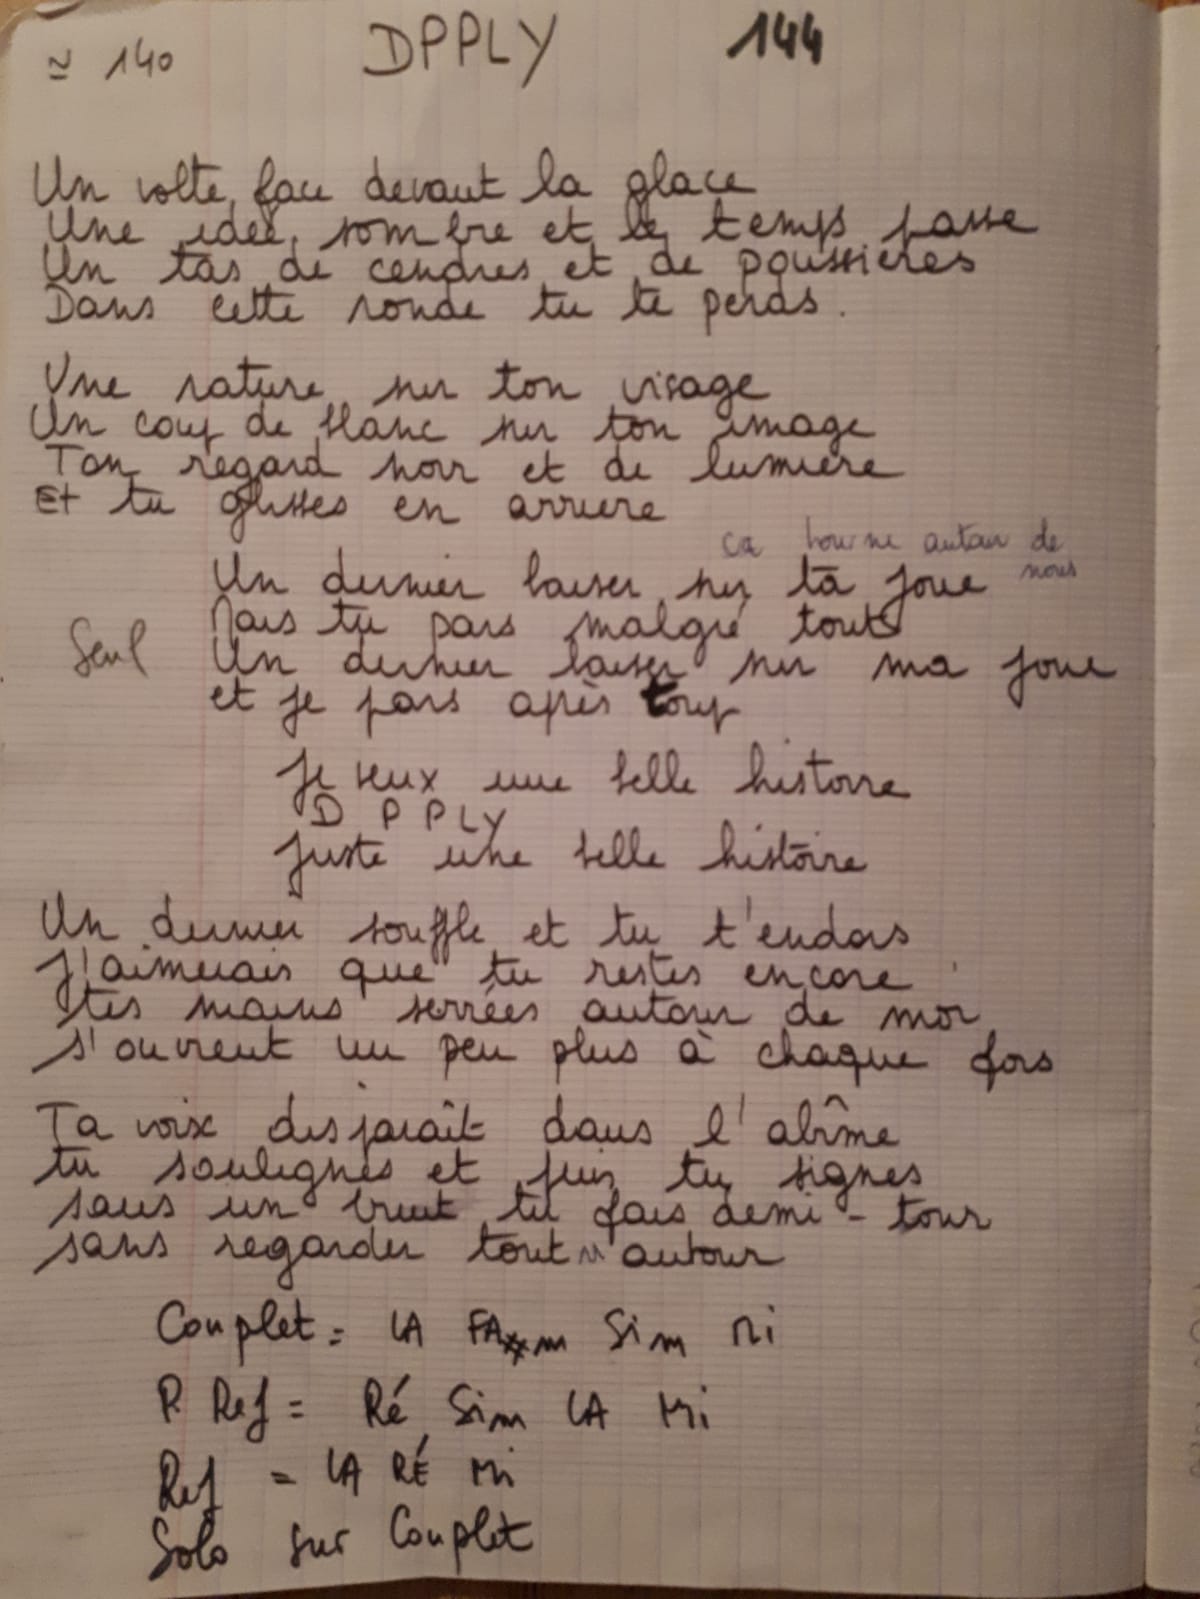 ≃ 140 DPPLY 144
Un volte, face devant la glace
Une idée, sombre et le temps passe
Un tas de cendres et de poussières
Dans cette ronde tu te perds.
Une rature sur ton visage
Un coup de blanc sur ton image
Ton regard noir et de lumière
Et tu glisses en arrière
ca tourne autour de
nous
Un dernier baiser sur ta joue
Mais tu pars malgré tout
Seul Un dernier baiser sur ma joue
et je pars après tout
Je veux une belle histoire
D P PLY
Juste une belle histoire
Un dernier souffle et tu t'endors
J'aimerais que tu restes encore
tes mains serrées autour de moi
s'ouvrent un peu plus à chaque fois
Ta voix disparaît dans l'abîme
tu soulignes et puis tu signes
sans un bruit tu fais demi-tour
sans regarder tout autour
Couplet = LA FA#m Sim Mi
P. Ref = Ré Sim LA Mi
Ref = LA RÉ Mi
Solo sur Couplet